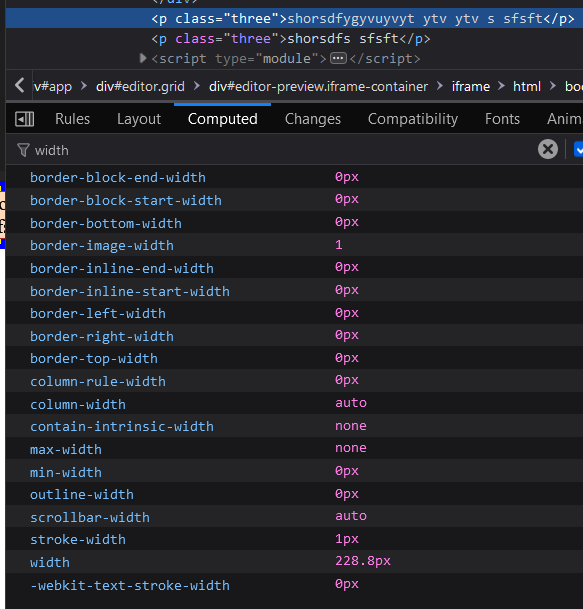 </div>
<p class="three">shorsdfygyvuyvyt ytv ytv s sfsft</p>
<p class="three">shorsdfs sfsft</p>
<script type="module"></script>
v#app > div#editor.grid > div#editor-preview.iframe-container > iframe > html > boo
Rules Layout Computed Changes Compatibility Fonts Anim
width
border-block-end-width 0px
border-block-start-width 0px
border-bottom-width 0px
border-image-width 1
border-inline-end-width 0px
border-inline-start-width 0px
border-left-width 0px
border-right-width 0px
border-top-width 0px
column-rule-width 0px
column-width auto
contain-intrinsic-width none
max-width none
min-width 0px
outline-width 0px
scrollbar-width auto
stroke-width 1px
width 228.8px
-webkit-text-stroke-width 0px